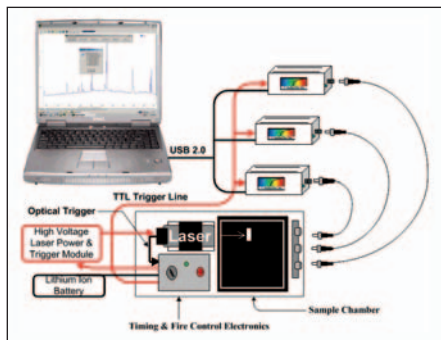 USB 2.0
TTL Trigger Line
Optical Trigger
High Voltage
Laser Power &
Trigger Module
Laser
Lithium Ion
Battery
Sample Chamber
Timing & Fire Control Electronics